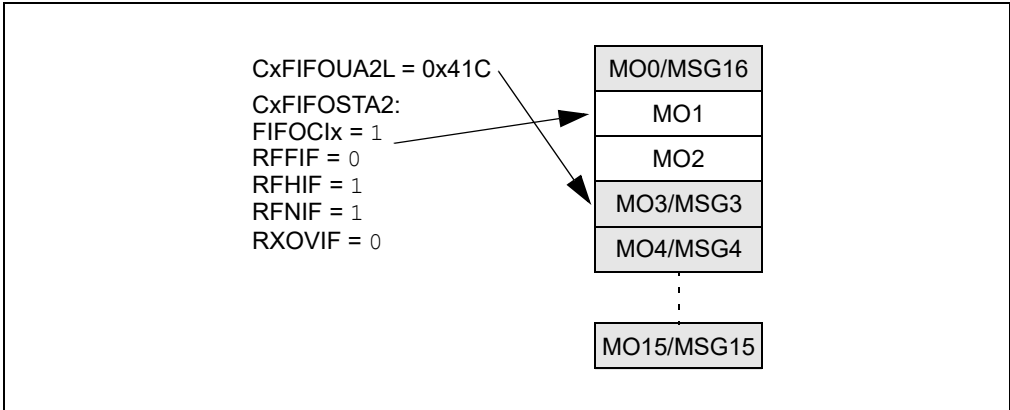 CxFIFOUA2L = 0x41C
CxFIFOSTA2:
FIFOCIx = 1
RFFIF = 0
RFHIF = 1
RFNIF = 1
RXOVIF = 0
MO0/MSG16
MO1
MO2
MO3/MSG3
MO4/MSG4
MO15/MSG15